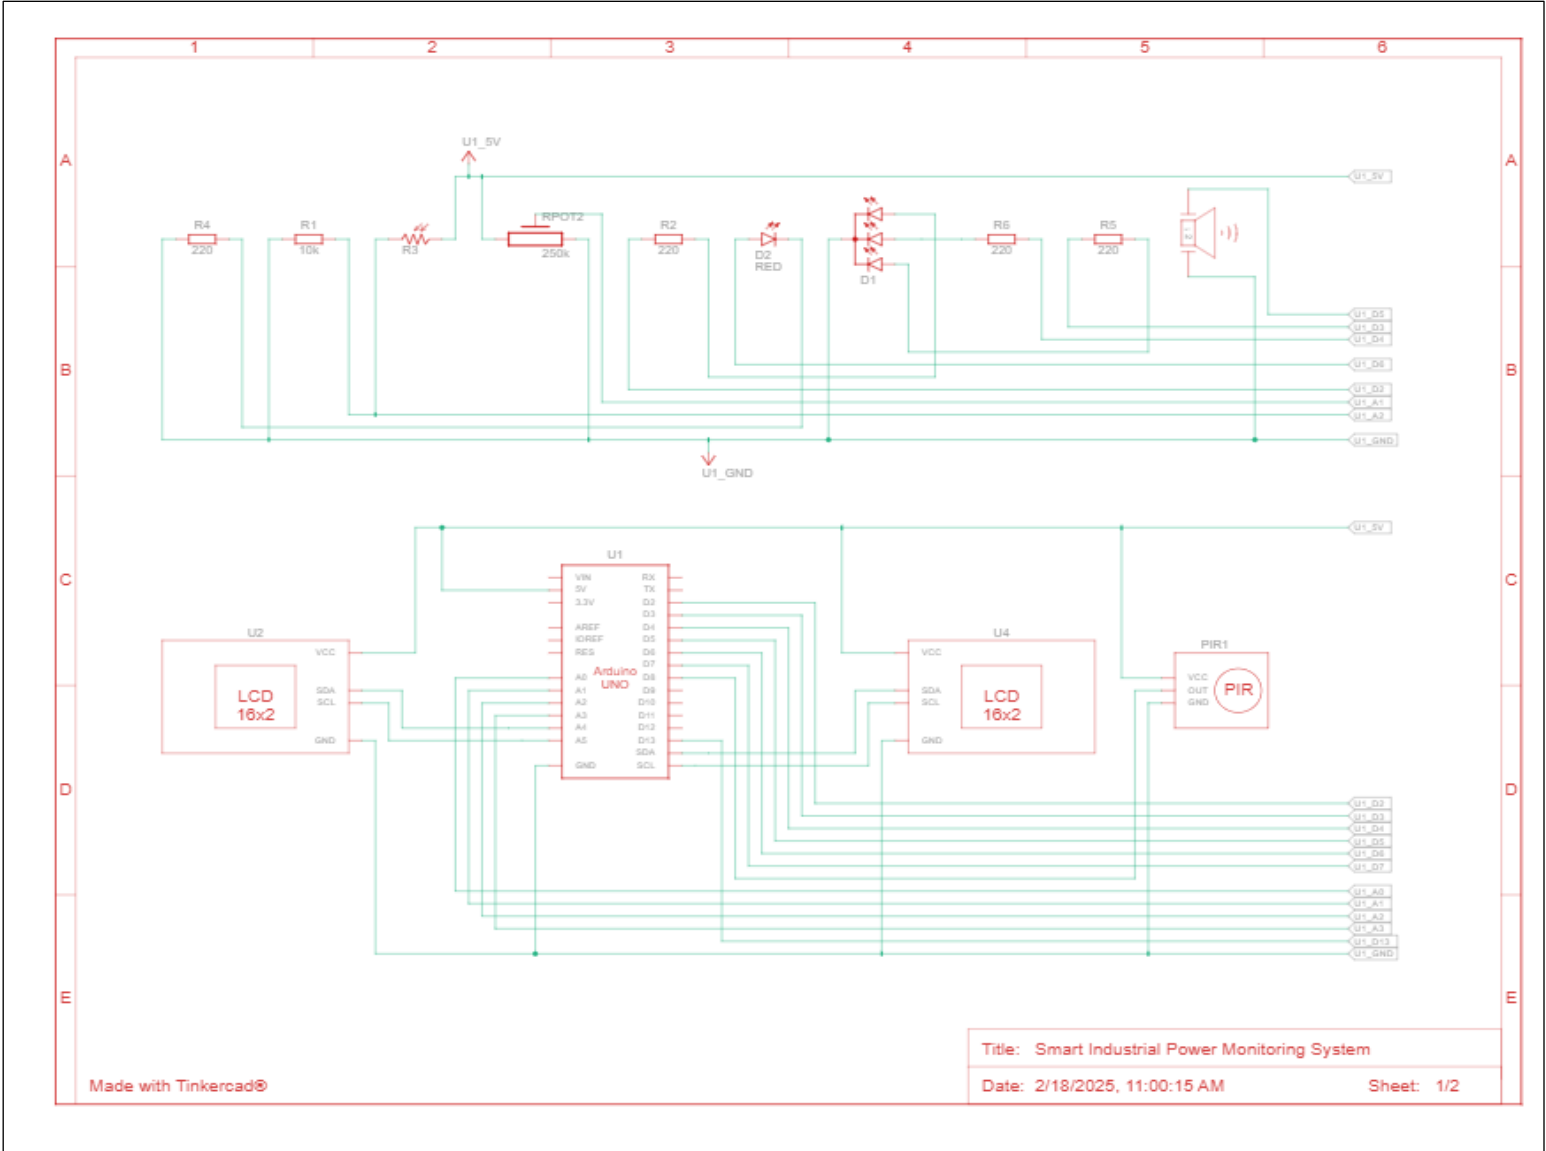 1 2 3 4 5 6
A A
U1_5V
U1_5V
R4 R1 RPOT2 R2 R6 R5
220 10k R3 250k 220 D2 220 220
RED
D1
U1_D5
U1_D3
U1_D4
B B
U1_D6
U1_D2
U1_A1
U1_A2
U1_GND
U1_GND
U1_5V
U1
C C
VIN RX
5V TX
3.3V D2
D3
AREF D4
IOREF D5
RES D6
D7
A0 D8
A1 D9
A2 D10
A3 D11
A4 D12
A5 D13
SDA
GND SCL
Arduino
UNO
U2
VCC
SDA
SCL
GND
LCD
16x2
U4
VCC
SDA
SCL
GND
LCD
16x2
PIR1
VCC
OUT
GND
PIR
D D
U1_D2
U1_D3
U1_D4
U1_D5
U1_D6
U1_D7
U1_A0
U1_A1
U1_A2
U1_A3
U1_D13
U1_GND
E E
Title: Smart Industrial Power Monitoring System
Made with Tinkercad®
Date: 2/18/2025, 11:00:15 AM Sheet: 1/2